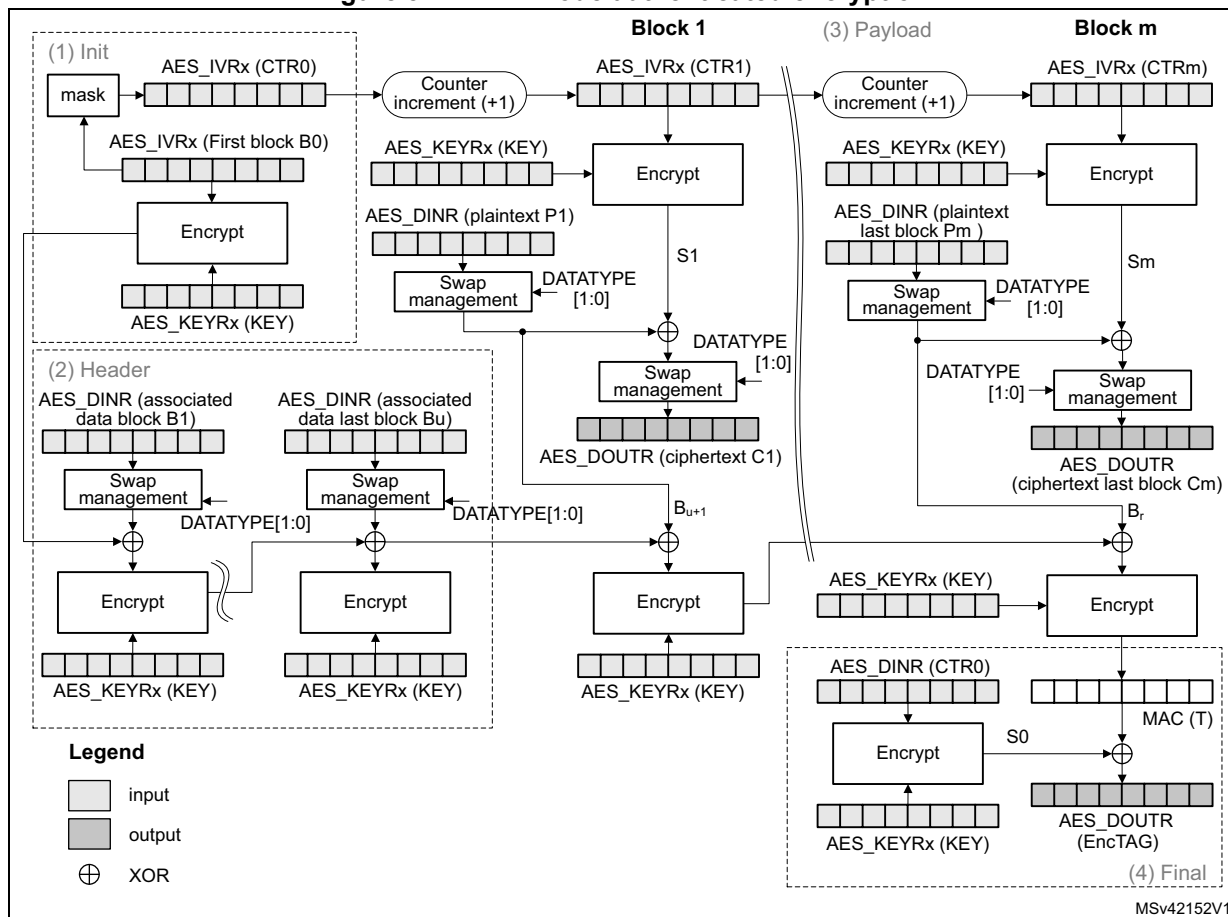 (1) Init
mask
AES_IVRx (CTR0)
AES_IVRx (First block B0)
Encrypt
AES_KEYRx (KEY)
(2) Header
AES_DINR (associated
data block B1)
Swap
management
DATATYPE[1:0]
Encrypt
AES_KEYRx (KEY)
AES_DINR (associated
data last block Bu)
Swap
management
DATATYPE[1:0]
Encrypt
AES_KEYRx (KEY)
Counter
increment (+1)
Block 1
AES_IVRx (CTR1)
AES_KEYRx (KEY)
Encrypt
AES_DINR (plaintext P1)
Swap
management
DATATYPE
[1:0]
S1
DATATYPE
[1:0]
Swap
management
AES_DOUTR (ciphertext C1)
Bu+1
Encrypt
AES_KEYRx (KEY)
(3) Payload
Counter
increment (+1)
Block m
AES_IVRx (CTRm)
AES_KEYRx (KEY)
Encrypt
AES_DINR (plaintext
last block Pm )
Swap
management
DATATYPE
[1:0]
Sm
DATATYPE
[1:0]
Swap
management
AES_DOUTR
(ciphertext last block Cm)
Br
AES_KEYRx (KEY)
Encrypt
AES_DINR (CTR0)
Encrypt
S0
AES_KEYRx (KEY)
MAC (T)
AES_DOUTR
(EncTAG)
(4) Final
Legend
input
output
XOR
MSv42152V1